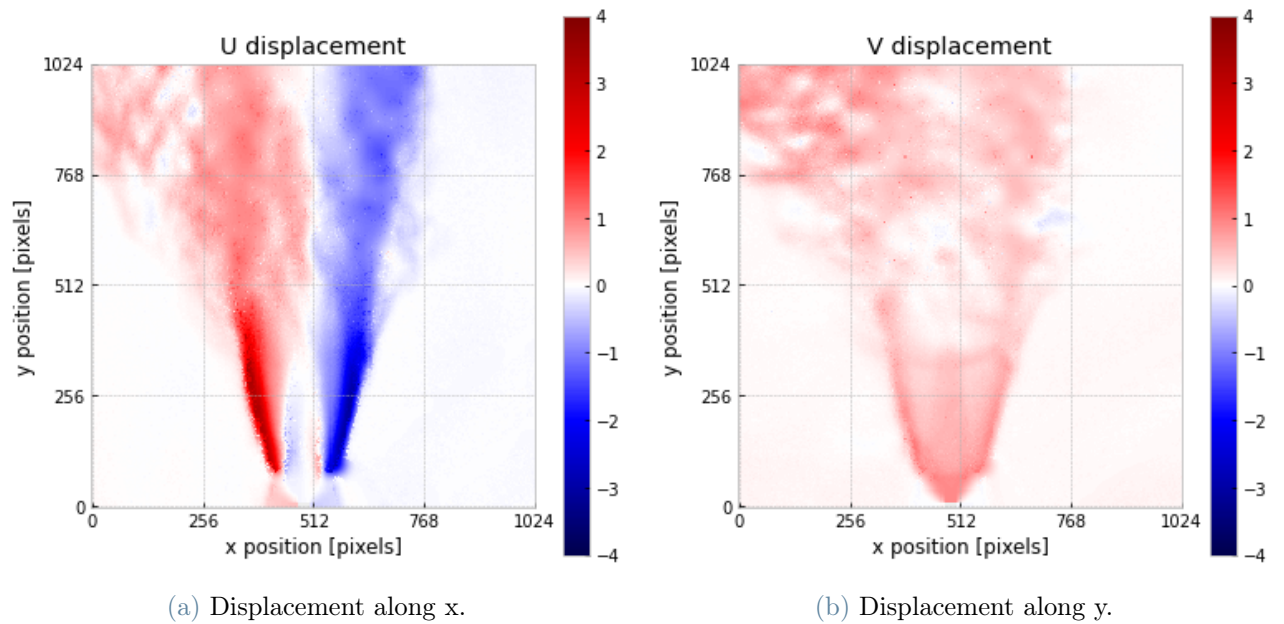 U displacement
1024
768
512
256
0
0 256 512 768 1024
y position [pixels]
x position [pixels]
4
3
2
1
0
−1
−2
−3
−4
(a) Displacement along x.
V displacement
1024
768
512
256
0
0 256 512 768 1024
y position [pixels]
x position [pixels]
4
3
2
1
0
−1
−2
−3
−4
(b) Displacement along y.